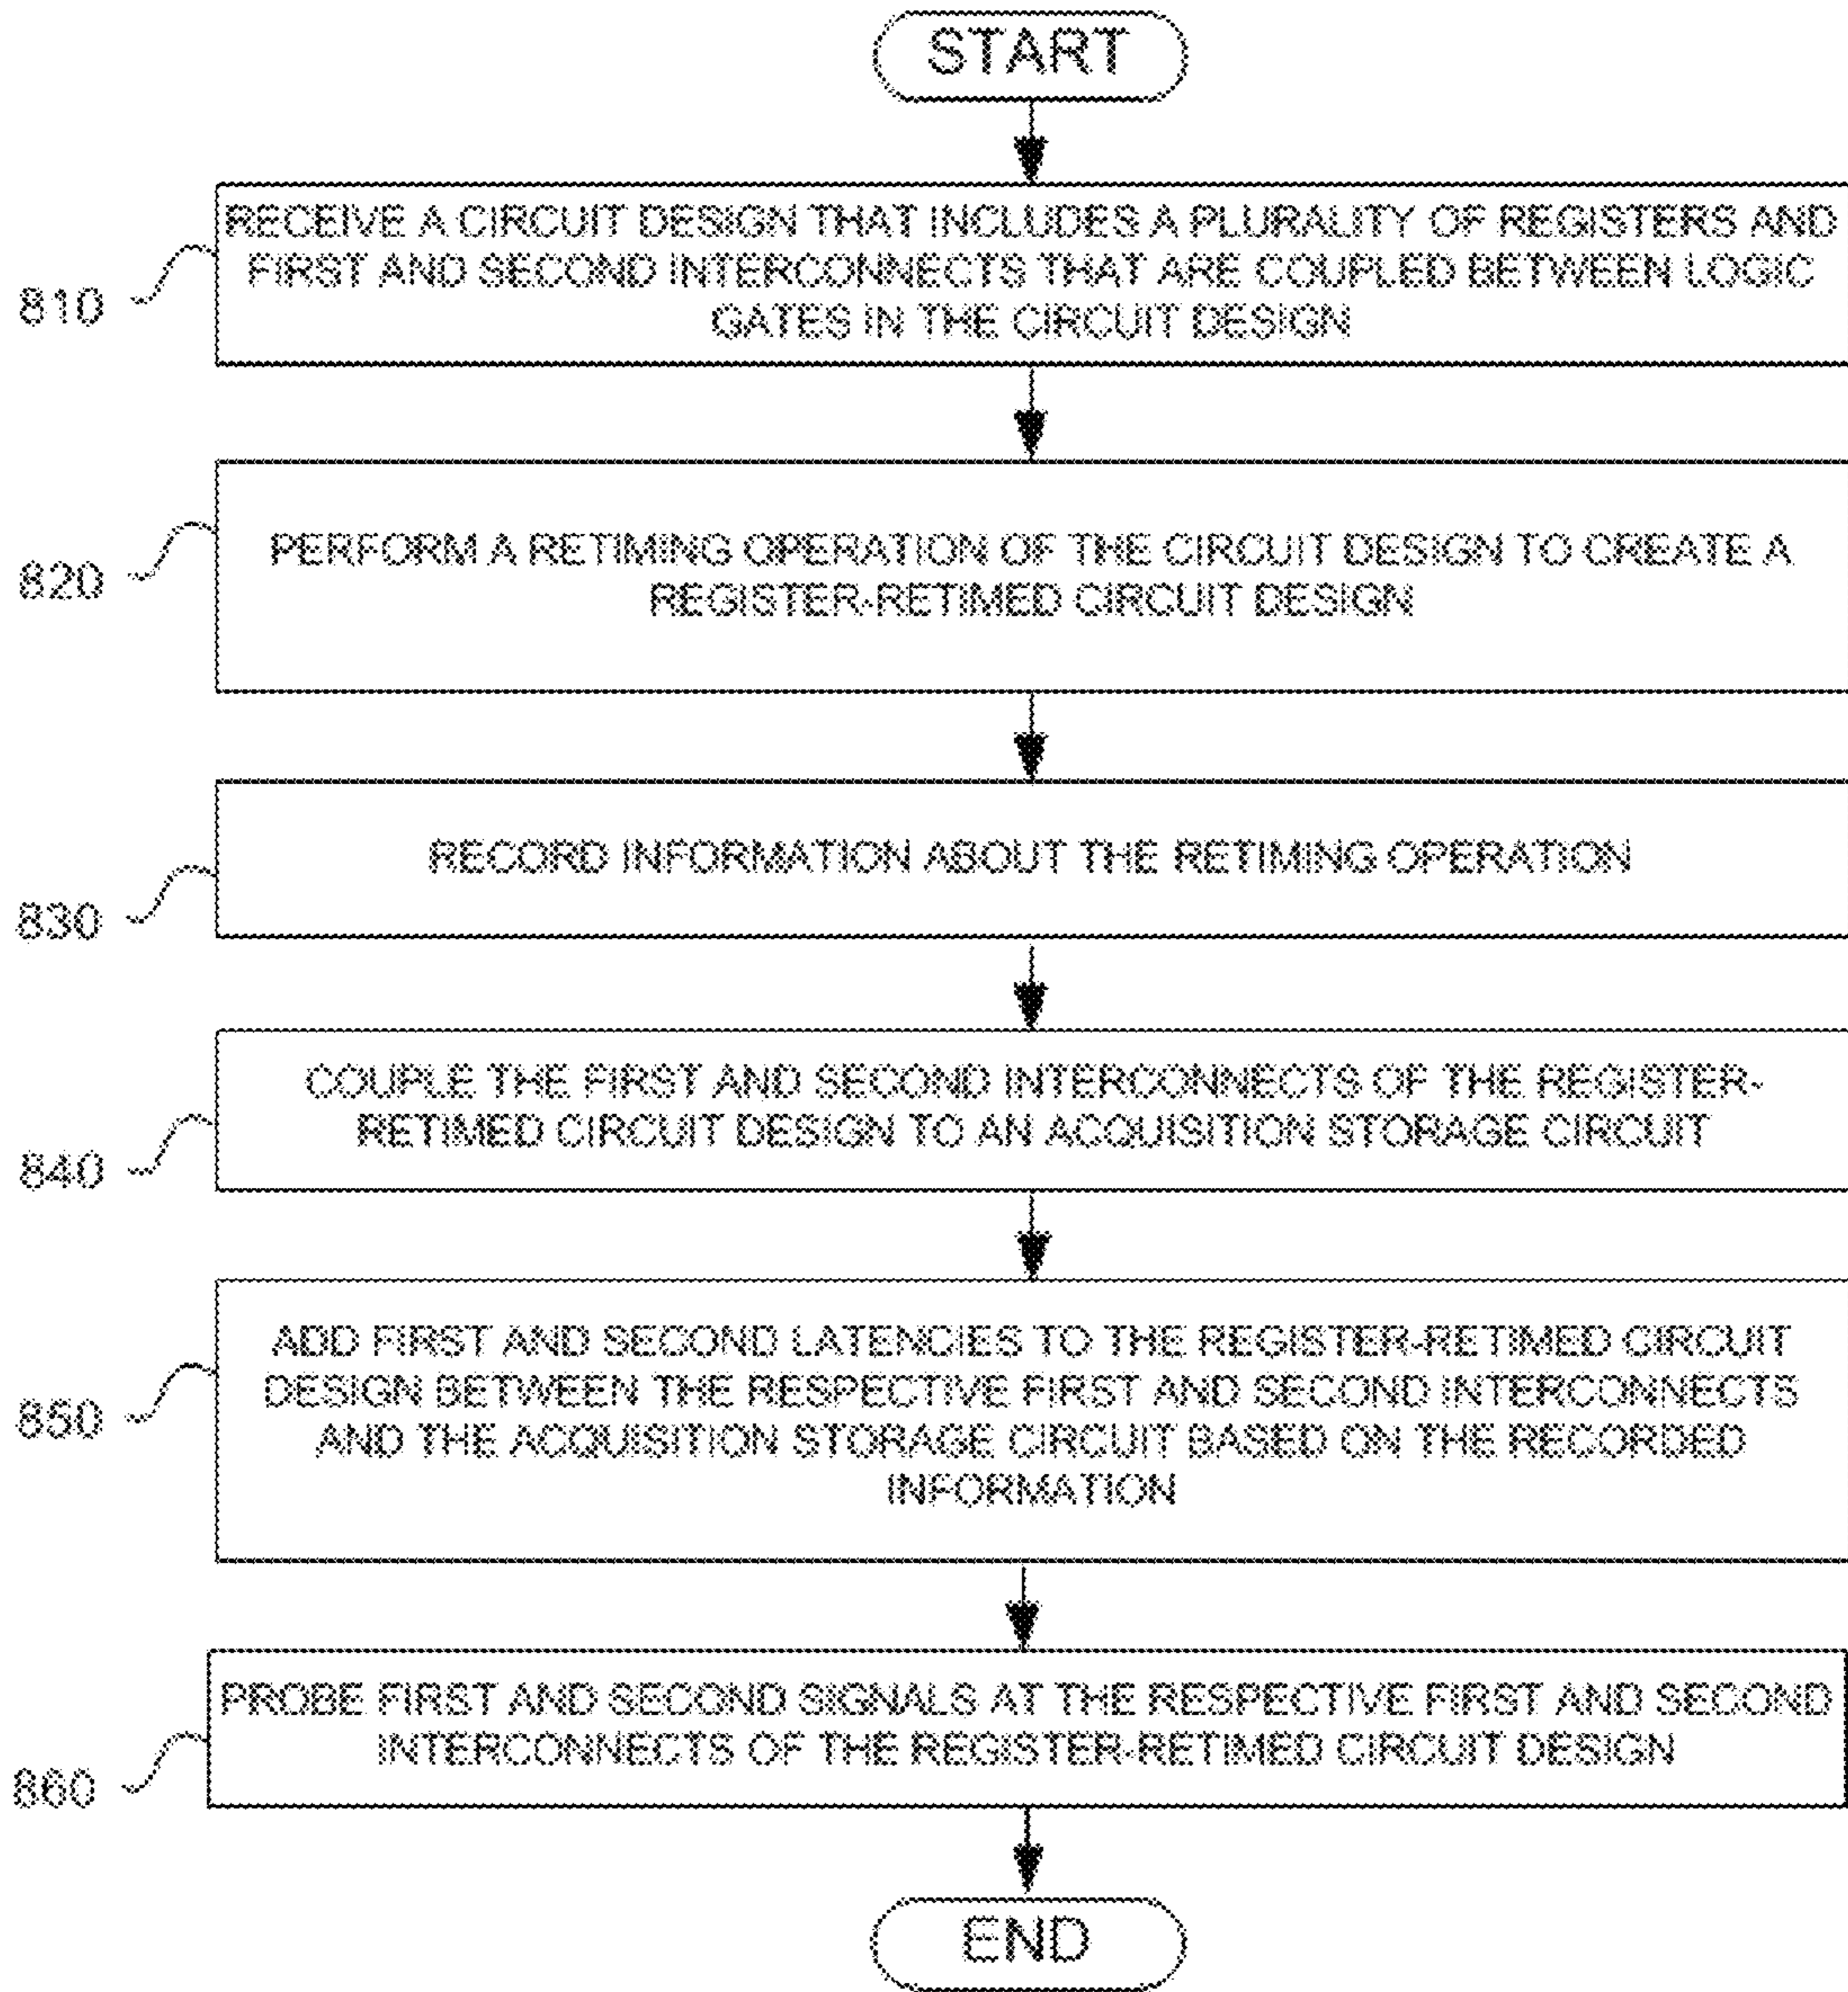 START
RECEIVE A CIRCUIT DESIGN THAT INCLUDES A PLURALITY OF REGISTERS AND
FIRST AND SECOND INTERCONNECTS THAT ARE COUPLED BETWEEN LOGIC
GATES IN THE CIRCUIT DESIGN
810
PERFORM A RETIMING OPERATION OF THE CIRCUIT DESIGN TO CREATE A
REGISTER-RETIMED CIRCUIT DESIGN
820
RECORD INFORMATION ABOUT THE RETIMING OPERATION
830
COUPLE THE FIRST AND SECOND INTERCONNECTS OF THE REGISTER-
RETIMED CIRCUIT DESIGN TO AN ACQUISITION STORAGE CIRCUIT
840
ADD FIRST AND SECOND LATENCIES TO THE REGISTER-RETIMED CIRCUIT
DESIGN BETWEEN THE RESPECTIVE FIRST AND SECOND INTERCONNECTS
AND THE ACQUISITION STORAGE CIRCUIT BASED ON THE RECORDED
INFORMATION
850
PROBE FIRST AND SECOND SIGNALS AT THE RESPECTIVE FIRST AND SECOND
INTERCONNECTS OF THE REGISTER-RETIMED CIRCUIT DESIGN
860
END